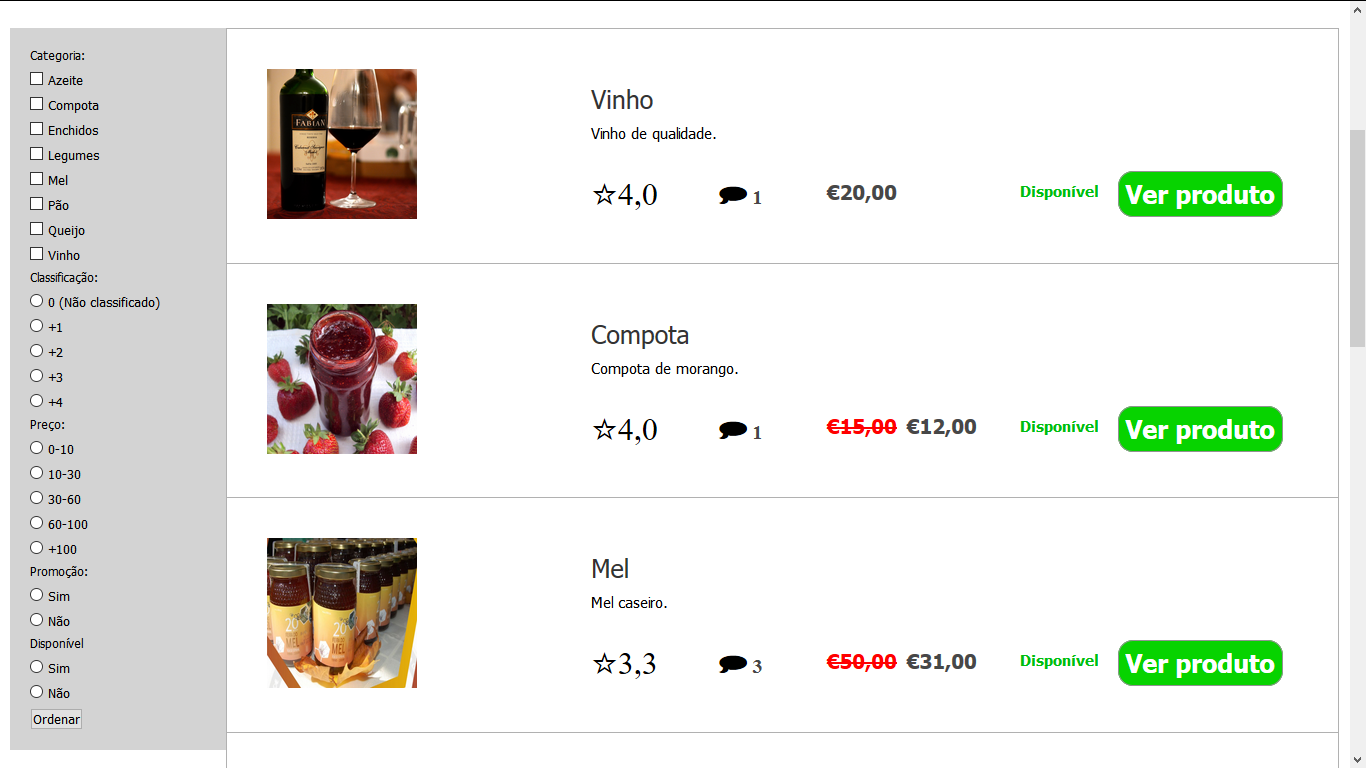 Categoria:
Azeite
Compota
Enchidos
Legumes
Mel
Pão
Queijo
Vinho
Classificação:
0 (Não classificado)
+1
+2
+3
+4
Preço:
0-10
10-30
30-60
60-100
+100
Promoção:
Sim
Não
Disponível
Sim
Não
Ordenar
FABIAN
Vinho
Vinho de qualidade.
☆4,0 1 €20,00 Disponível Ver produto
Compota
Compota de morango.
☆4,0 1 €15,00 €12,00 Disponível Ver produto
20
MEL
20
MEL
Mel
Mel caseiro.
☆3,3 3 €50,00 €31,00 Disponível Ver produto